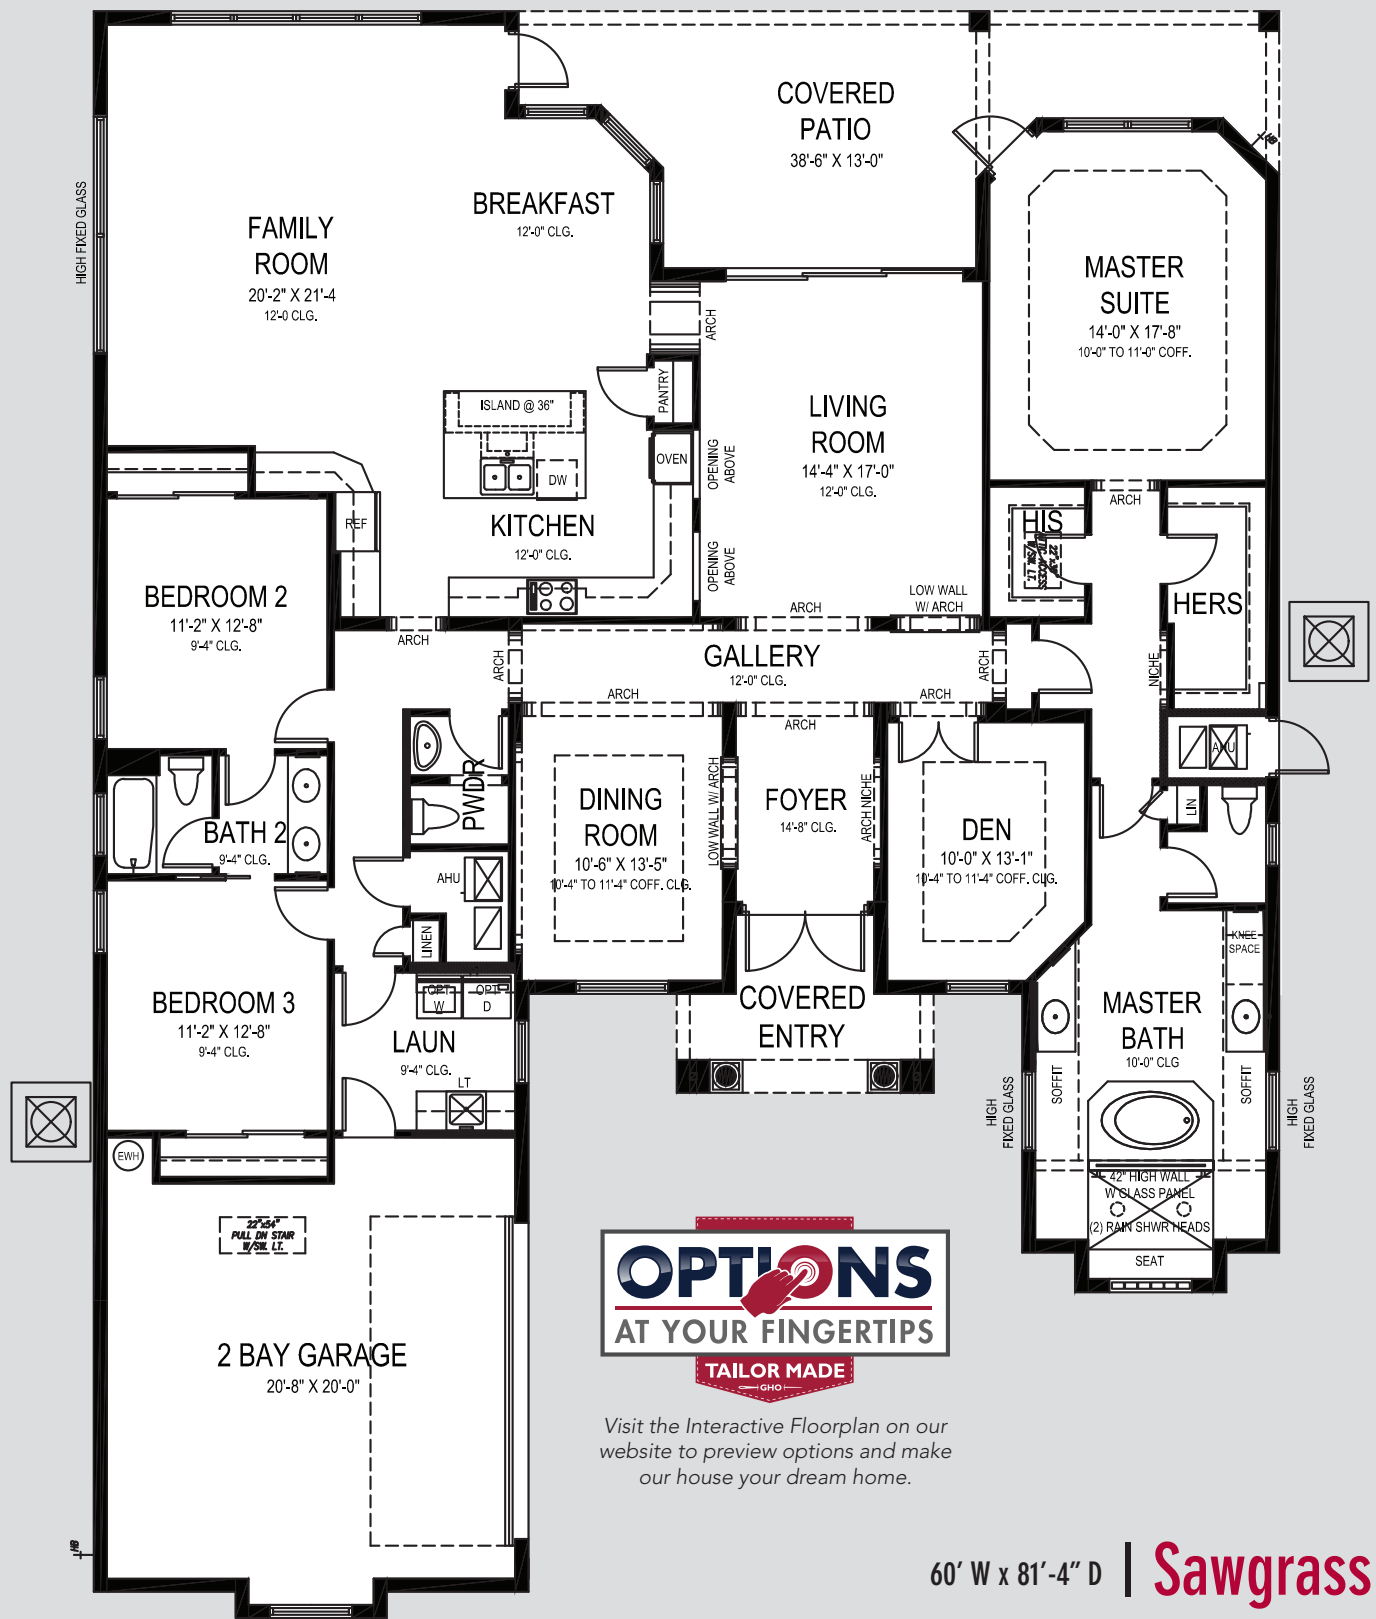 COVERED
PATIO
38'-6" X 13'-0"
BREAKFAST
12'-0" CLG.
FAMILY
ROOM
20'-2" X 21'-4
12'-0 CLG.
HIGH FIXED GLASS
MASTER
SUITE
14'-0" X 17'-8"
10'-0" TO 11'-0" COFF.
HB
ARCH
PANTRY
ISLAND @ 36"
OVEN
DW
LIVING
ROOM
14'-4" X 17'-0"
12'-0" CLG.
OPENING
ABOVE
OPENING
ABOVE
REF
KITCHEN
12'-0" CLG.
ARCH
HIS
22"x54"
ATTIC ACCESS
W/SW. LT.
HERS
BEDROOM 2
11'-2" X 12'-8"
9'-4" CLG.
ARCH
ARCH
ARCH
LOW WALL
W/ ARCH
GALLERY
12'-0" CLG.
ARCH
NICHE
ARCH
ARCH
ARCH
AHU
PWDR
DINING
ROOM
10'-6" X 13'-5"
10'-4" TO 11'-4" COFF. CLG.
LOW WALL W/ ARCH
FOYER
14'-8" CLG.
ARCH NICHE
DEN
10'-0" X 13'-1"
10'-4" TO 11'-4" COFF. CLG.
LIN
BATH 2
9'-4" CLG.
AHU
LINEN
KNEE
SPACE
BEDROOM 3
11'-2" X 12'-8"
9'-4" CLG.
OPT
W
OPT
D
LAUN
9'-4" CLG.
LT
COVERED
ENTRY
MASTER
BATH
10'-0" CLG
SOFFIT
SOFFIT
HIGH
FIXED GLASS
HIGH
FIXED GLASS
EWH
42" HIGH WALL
W GLASS PANEL
(2) RAIN SHWR HEADS
SEAT
22"x54"
PULL DN STAIR
W/SW. LT.
2 BAY GARAGE
20'-8" X 20'-0"
HB
OPTIONS
AT YOUR FINGERTIPS
TAILOR MADE
GHO
Visit the Interactive Floorplan on our
website to preview options and make
our house your dream home.
60' W x 81'-4" D | Sawgrass